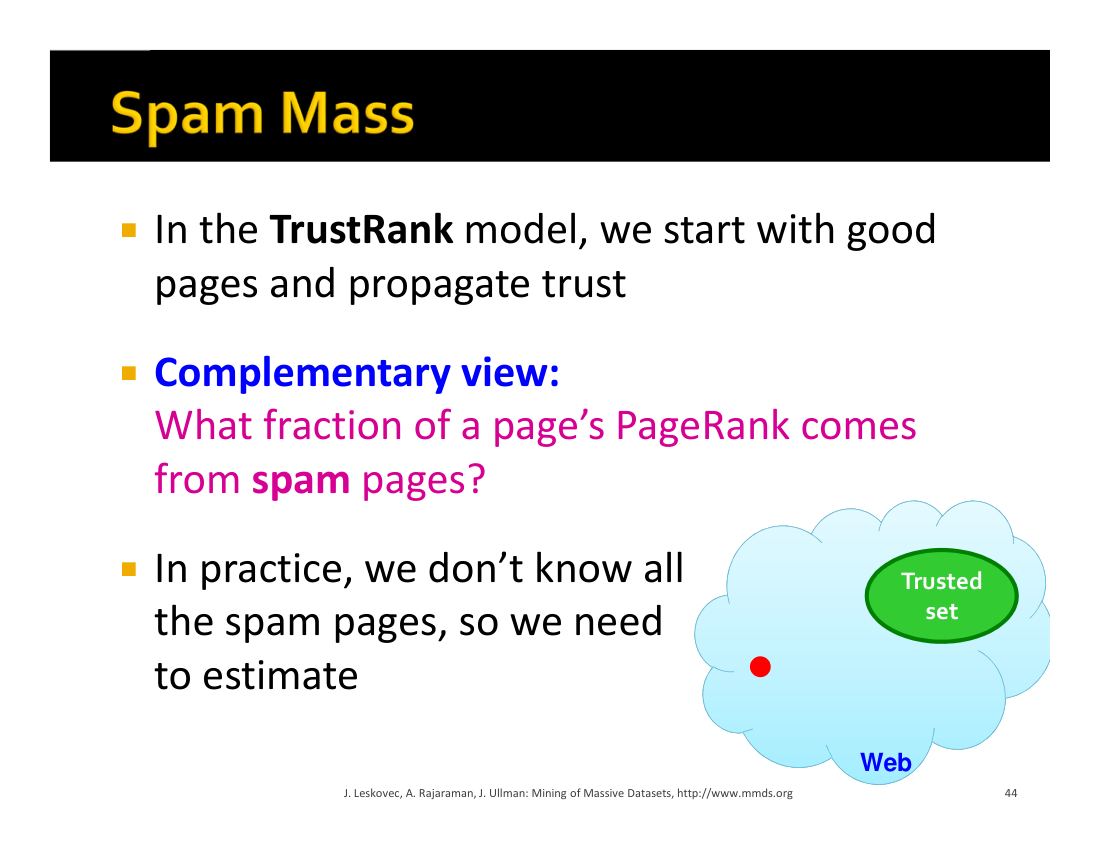 Spam Mass
In the TrustRank model, we start with good
pages and propagate trust
Complementary view:
What fraction of a page’s PageRank comes
from spam pages?
In practice, we don’t know all
the spam pages, so we need
to estimate
Trusted
set
Web
J. Leskovec, A. Rajaraman, J. Ullman: Mining of Massive Datasets, http://www.mmds.org
44